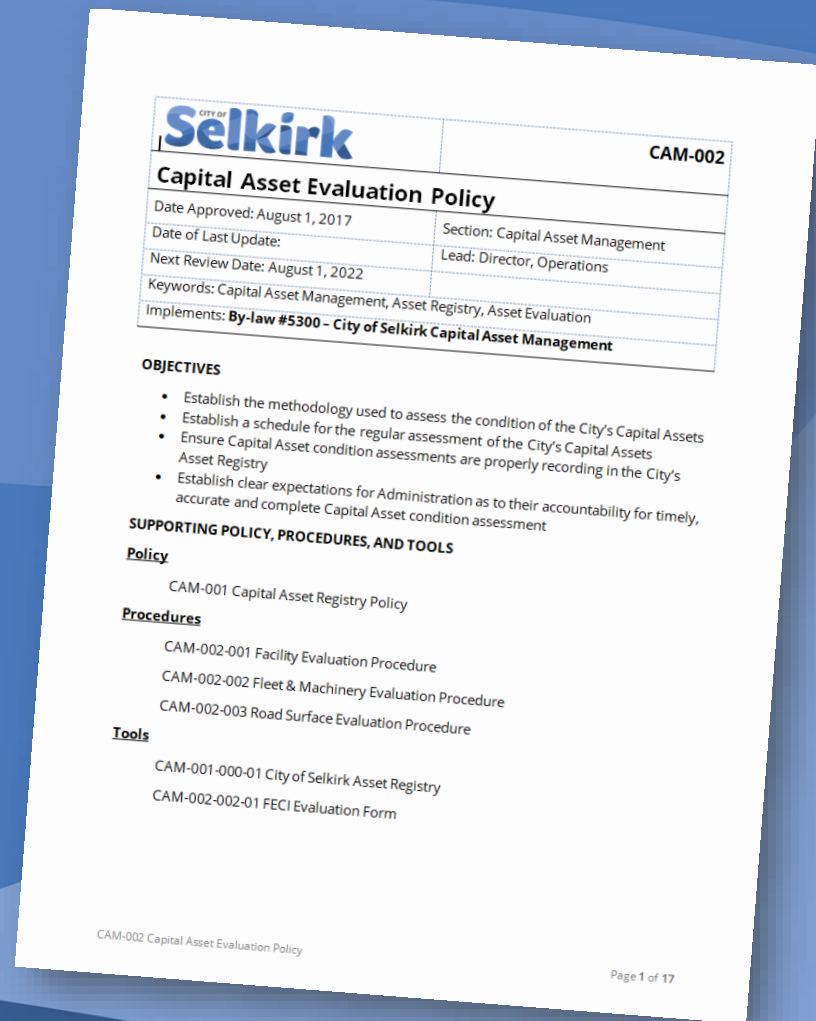 CITY OF
Selkirk
CAM-002
Capital Asset Evaluation Policy
Date Approved: August 1, 2017
Section: Capital Asset Management
Date of Last Update:
Lead: Director, Operations
Next Review Date: August 1, 2022
Keywords: Capital Asset Management, Asset Registry, Asset Evaluation
Implements: By-law #5300 – City of Selkirk Capital Asset Management
OBJECTIVES
• Establish the methodology used to assess the condition of the City’s Capital Assets
• Establish a schedule for the regular assessment of the City’s Capital Assets
• Ensure Capital Asset condition assessments are properly recording in the City’s
Asset Registry
• Establish clear expectations for Administration as to their accountability for timely,
accurate and complete Capital Asset condition assessment
SUPPORTING POLICY, PROCEDURES, AND TOOLS
Policy
CAM-001 Capital Asset Registry Policy
Procedures
CAM-002-001 Facility Evaluation Procedure
CAM-002-002 Fleet & Machinery Evaluation Procedure
CAM-002-003 Road Surface Evaluation Procedure
Tools
CAM-001-000-01 City of Selkirk Asset Registry
CAM-002-002-01 FECI Evaluation Form
CAM-002 Capital Asset Evaluation Policy
Page 1 of 17